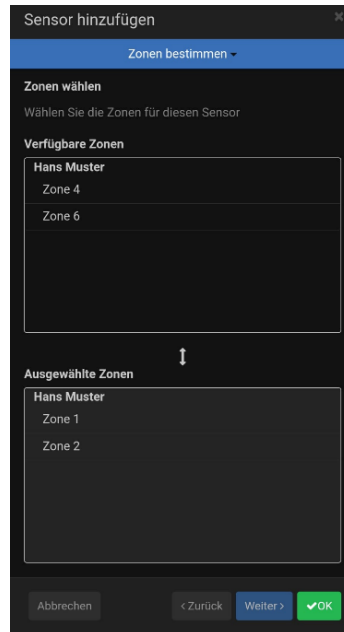 Sensor hinzufügen
Zonen bestimmen
Zonen wählen
Wählen Sie die Zonen für diesen Sensor
Verfügbare Zonen
Hans Muster
Zone 4
Zone 6
Ausgewählte Zonen
Hans Muster
Zone 1
Zone 2
Abbrechen ‹ Zurück Weiter › ✔OK